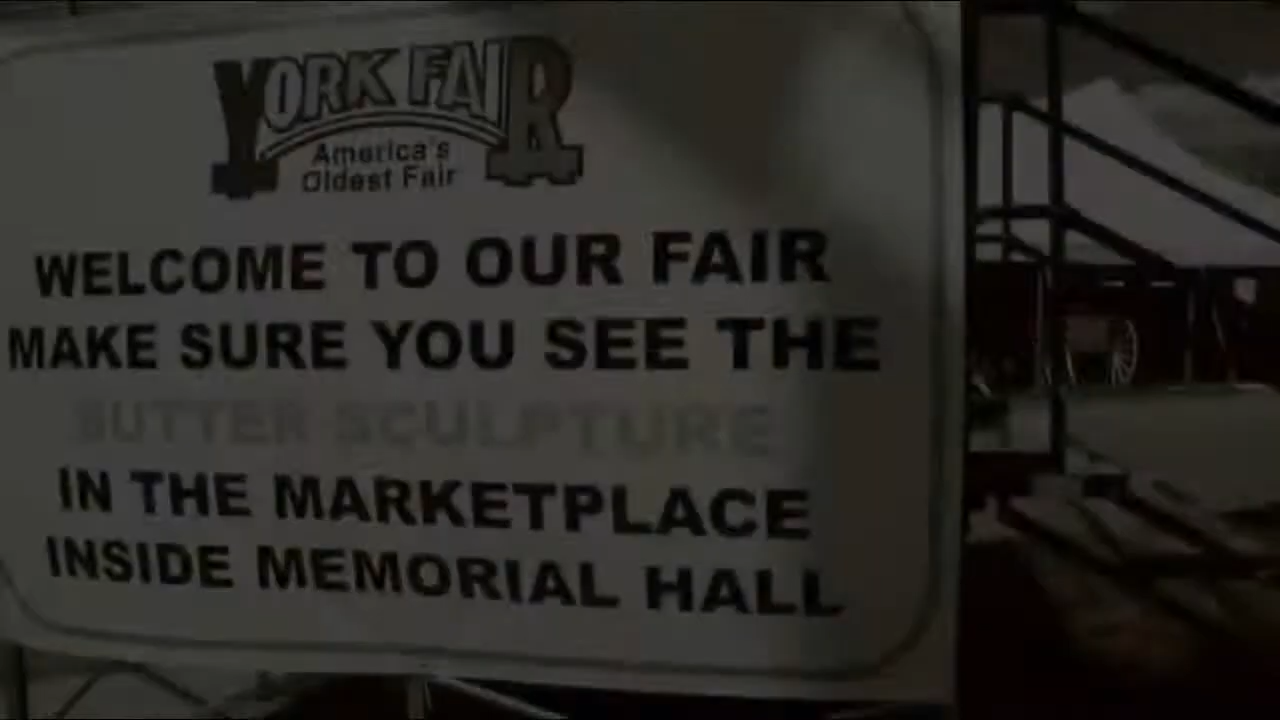 YORK FAIR
America's
Oldest Fair
WELCOME TO OUR FAIR
MAKE SURE YOU SEE THE
BUTTER SCULPTURE
IN THE MARKETPLACE
INSIDE MEMORIAL HALL